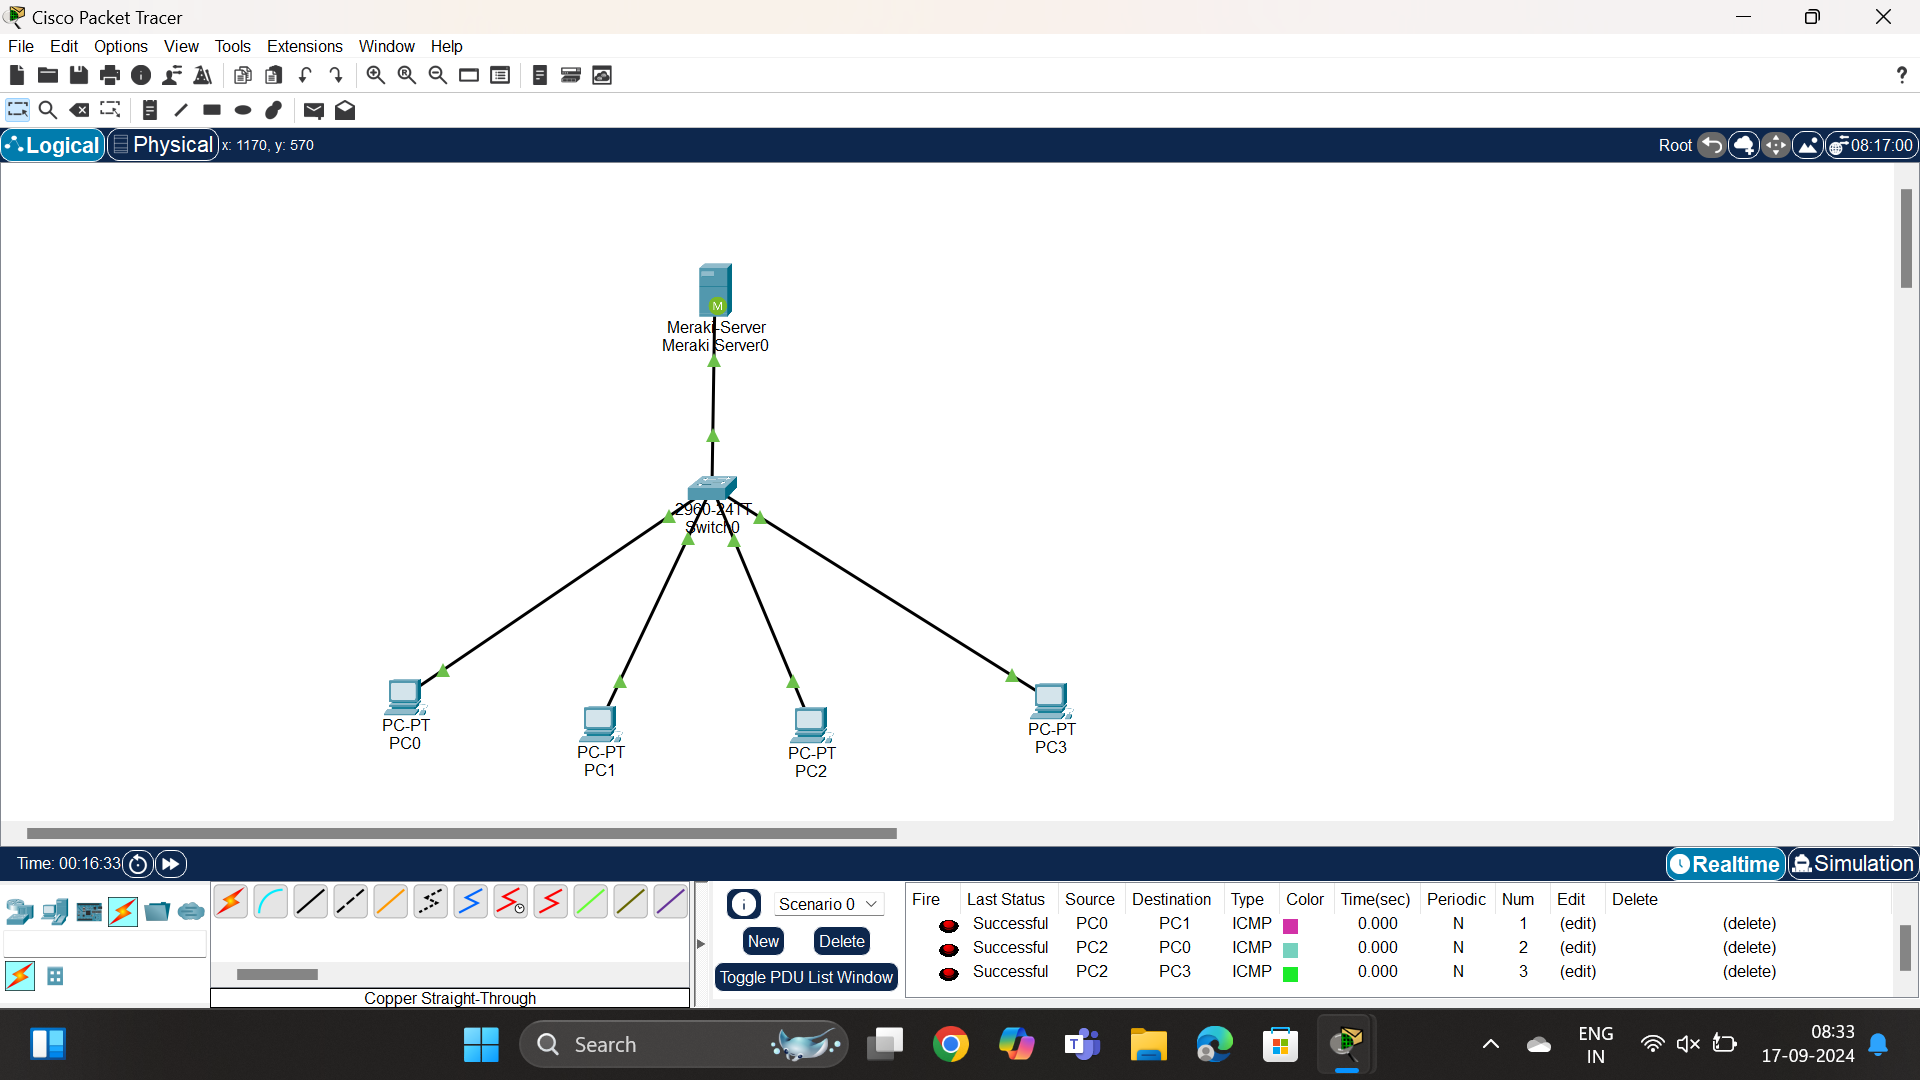 Cisco Packet Tracer
File Edit Options View Tools Extensions Window Help
?
Logical Physical x: 1170, y: 570 Root 08:17:00
M
Meraki-Server
Meraki Server0
2960-24TT
Switch0
PC-PT
PC0
PC-PT
PC1
PC-PT
PC2
PC-PT
PC3
Time: 00:16:33 Realtime Simulation
Scenario 0
New Delete
Toggle PDU List Window
Copper Straight-Through
Fire Last Status Source Destination Type Color Time(sec) Periodic Num Edit Delete
Successful PC0 PC1 ICMP 0.000 N 1 (edit) (delete)
Successful PC2 PC0 ICMP 0.000 N 2 (edit) (delete)
Successful PC2 PC3 ICMP 0.000 N 3 (edit) (delete)
Search
ENG
IN
08:33
17-09-2024